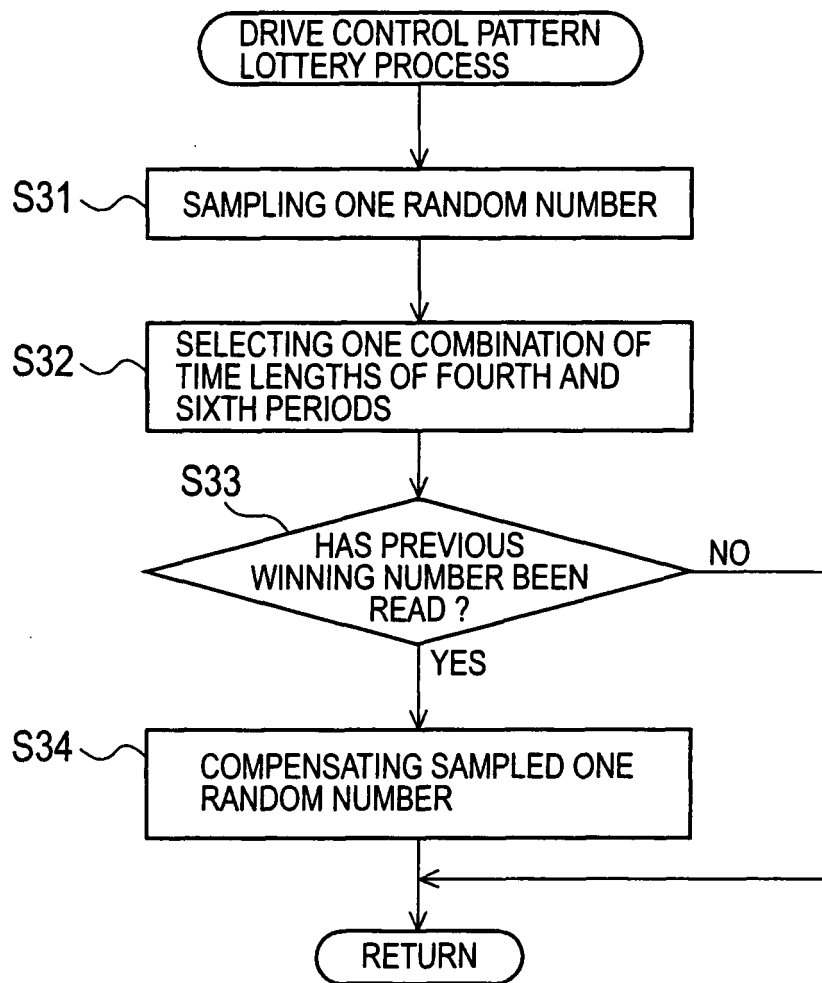 DRIVE CONTROL PATTERN
LOTTERY PROCESS
S31
SAMPLING ONE RANDOM NUMBER
S32
SELECTING ONE COMBINATION OF
TIME LENGTHS OF FOURTH AND
SIXTH PERIODS
S33
HAS PREVIOUS
WINNING NUMBER BEEN
READ ?
NO
YES
S34
COMPENSATING SAMPLED ONE
RANDOM NUMBER
RETURN